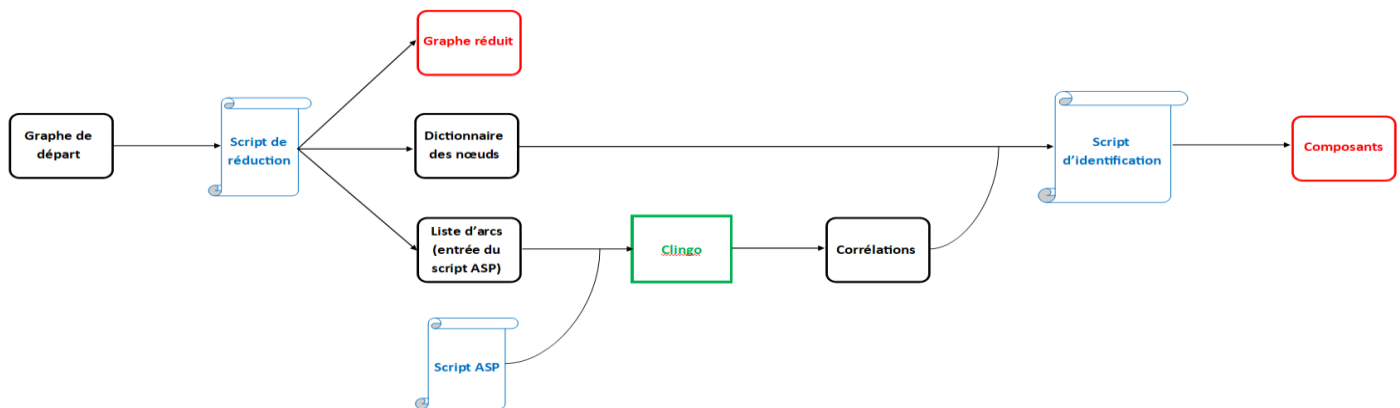 Graphe réduit
Graphe de
départ
Script de
réduction
Dictionnaire
des nœuds
Script
d'identification
Composants
Liste d'arcs
(entrée du
script ASP)
Clingo
Corrélations
Script ASP